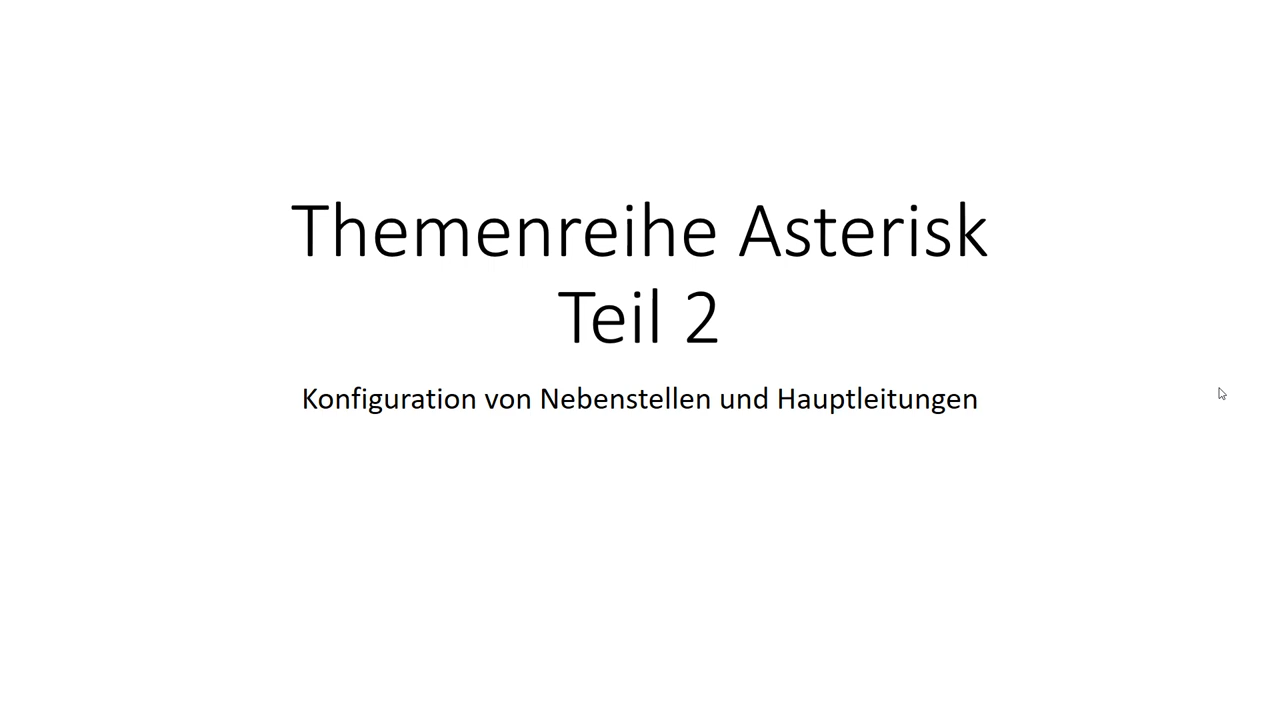 Themenreihe Asterisk
Teil 2
Konfiguration von Nebenstellen und Hauptleitungen